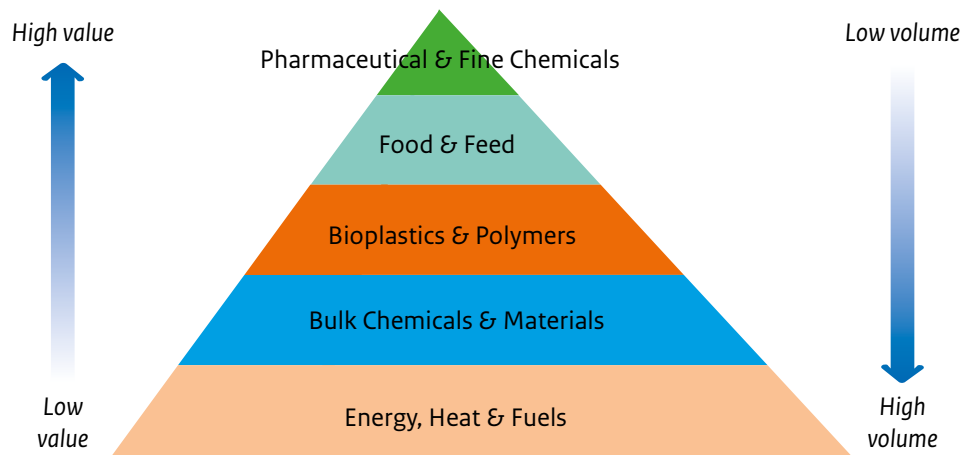 High value
Low volume
Pharmaceutical & Fine Chemicals
Food & Feed
Bioplastics & Polymers
Bulk Chemicals & Materials
Energy, Heat & Fuels
Low
value
High
volume